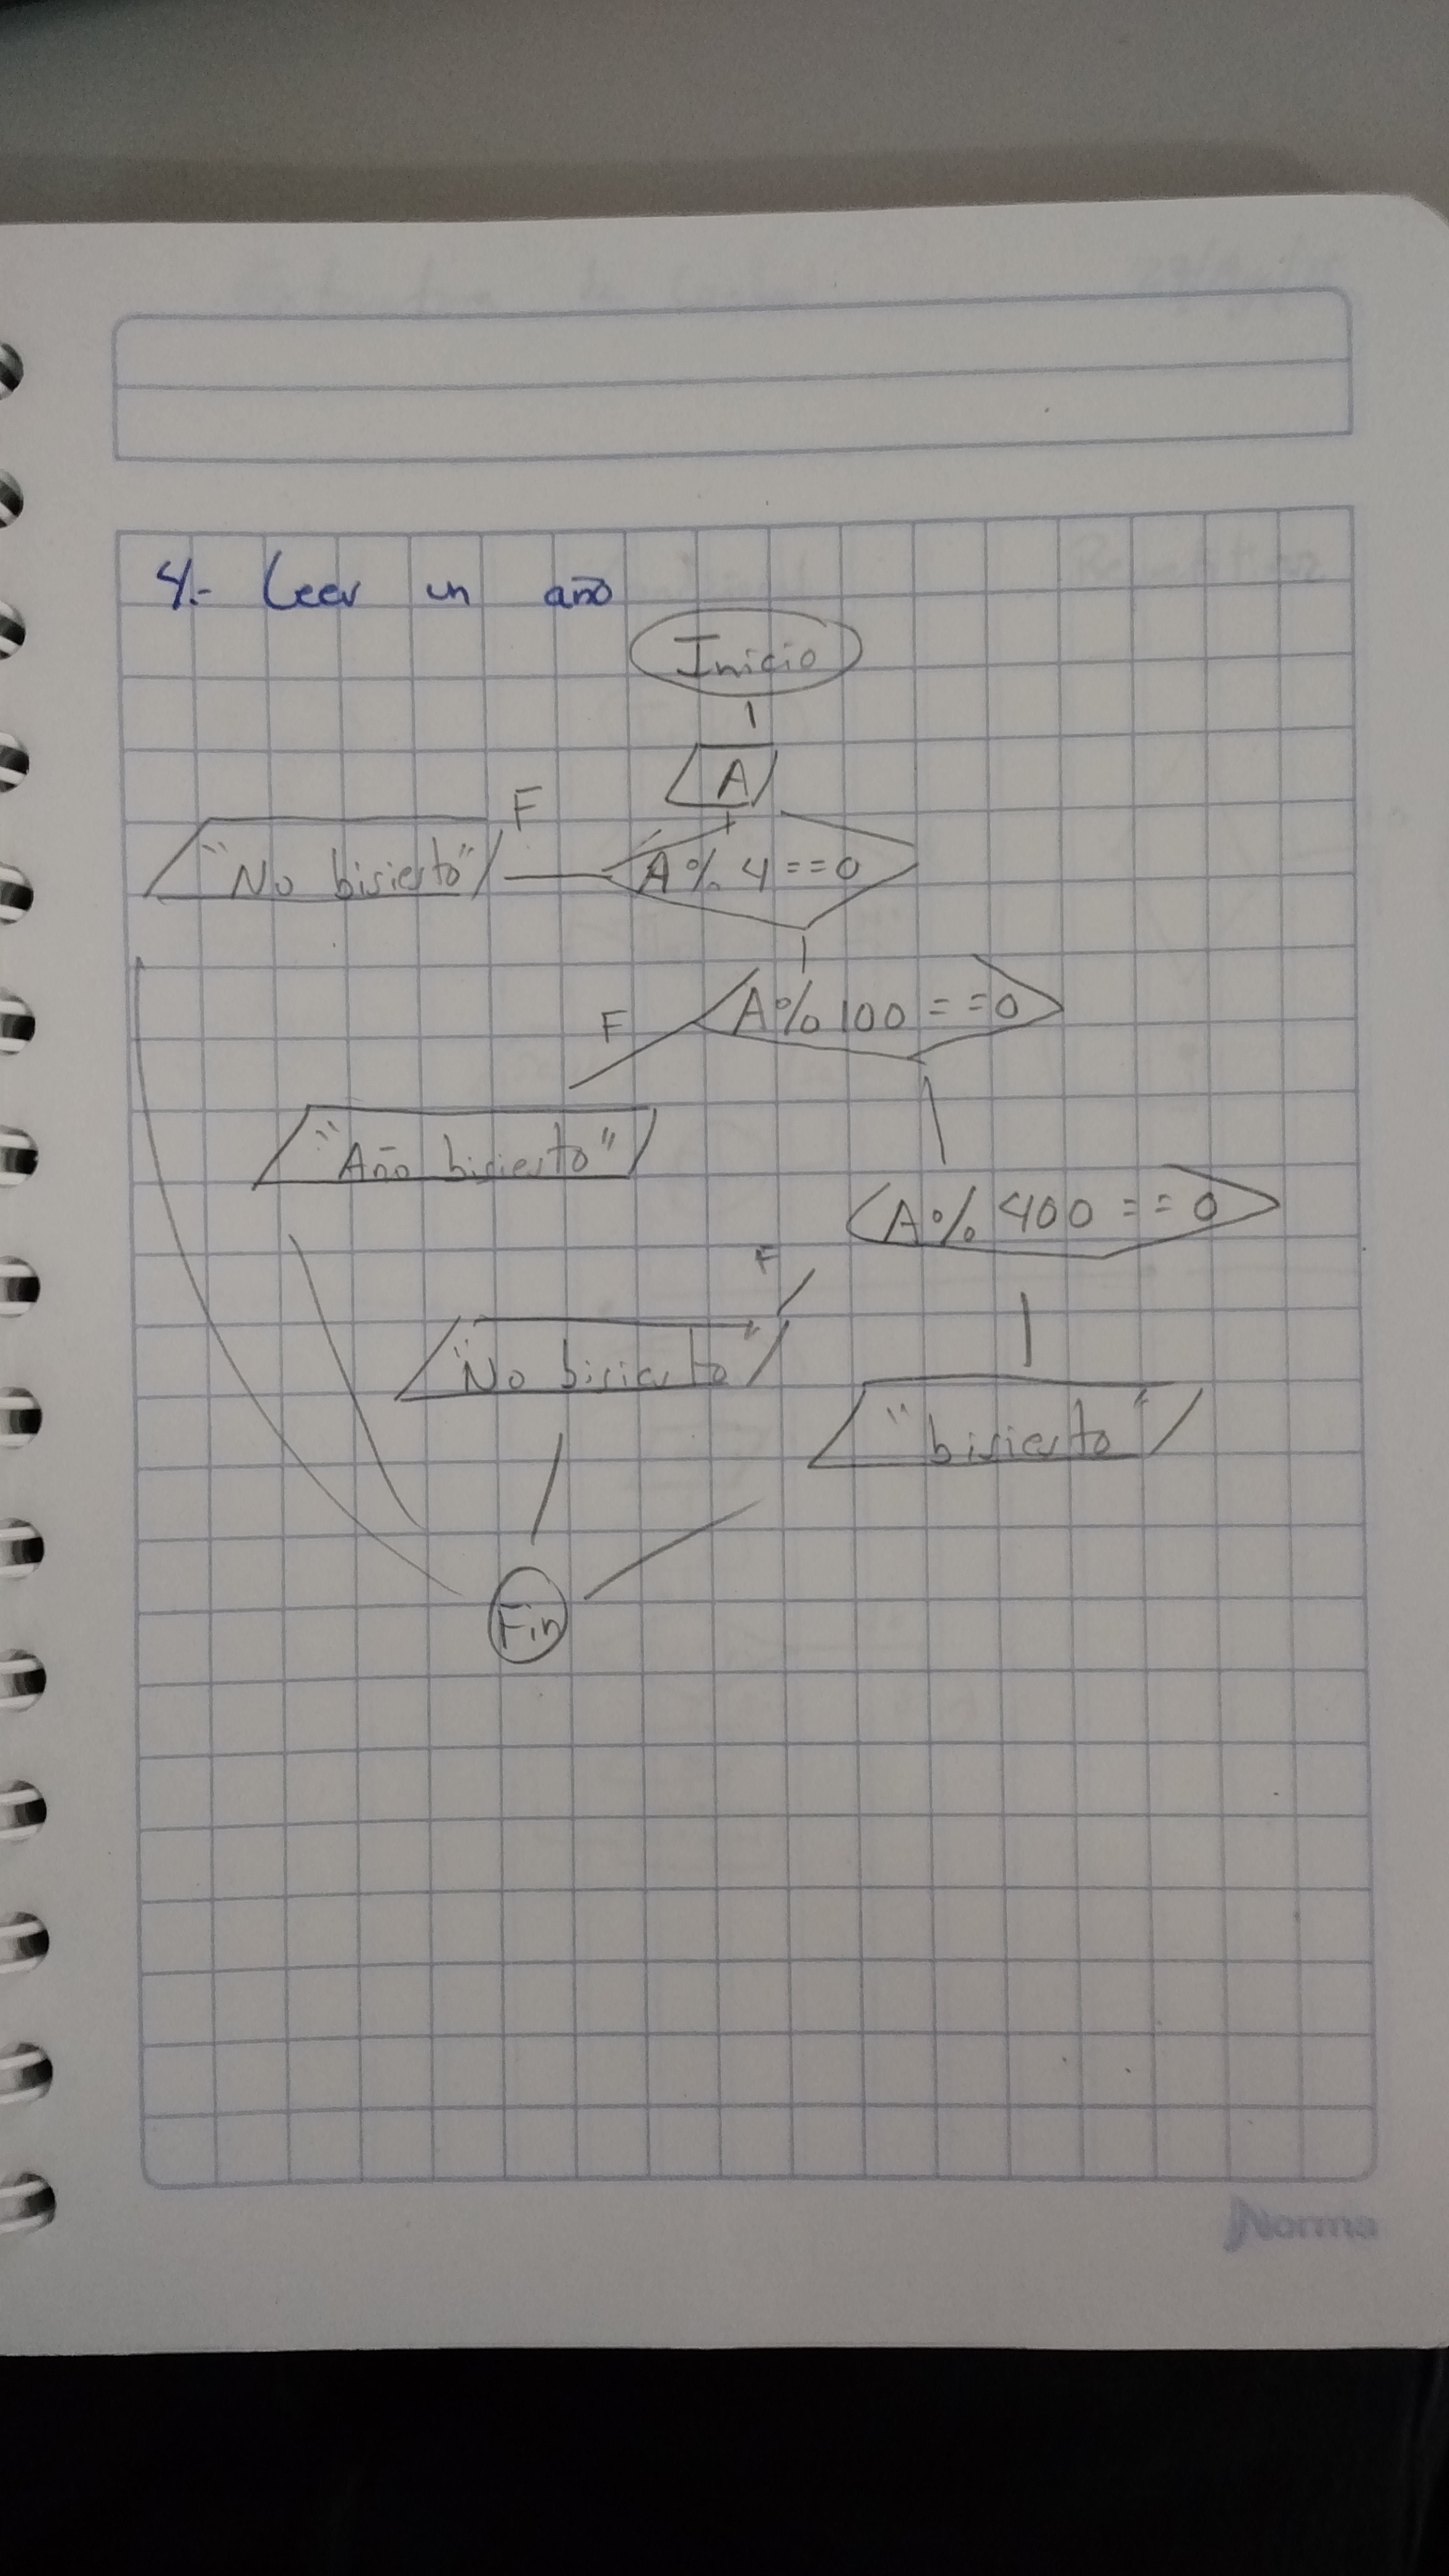 4.- Leer un año
Inicio
A
F
"No bisiesto"
A % 4 == 0
F
A % 100 == 0
"Año bisiesto"
A % 400 == 0
F
"No bisiesto"
"bisiesto"
Fin
Norma